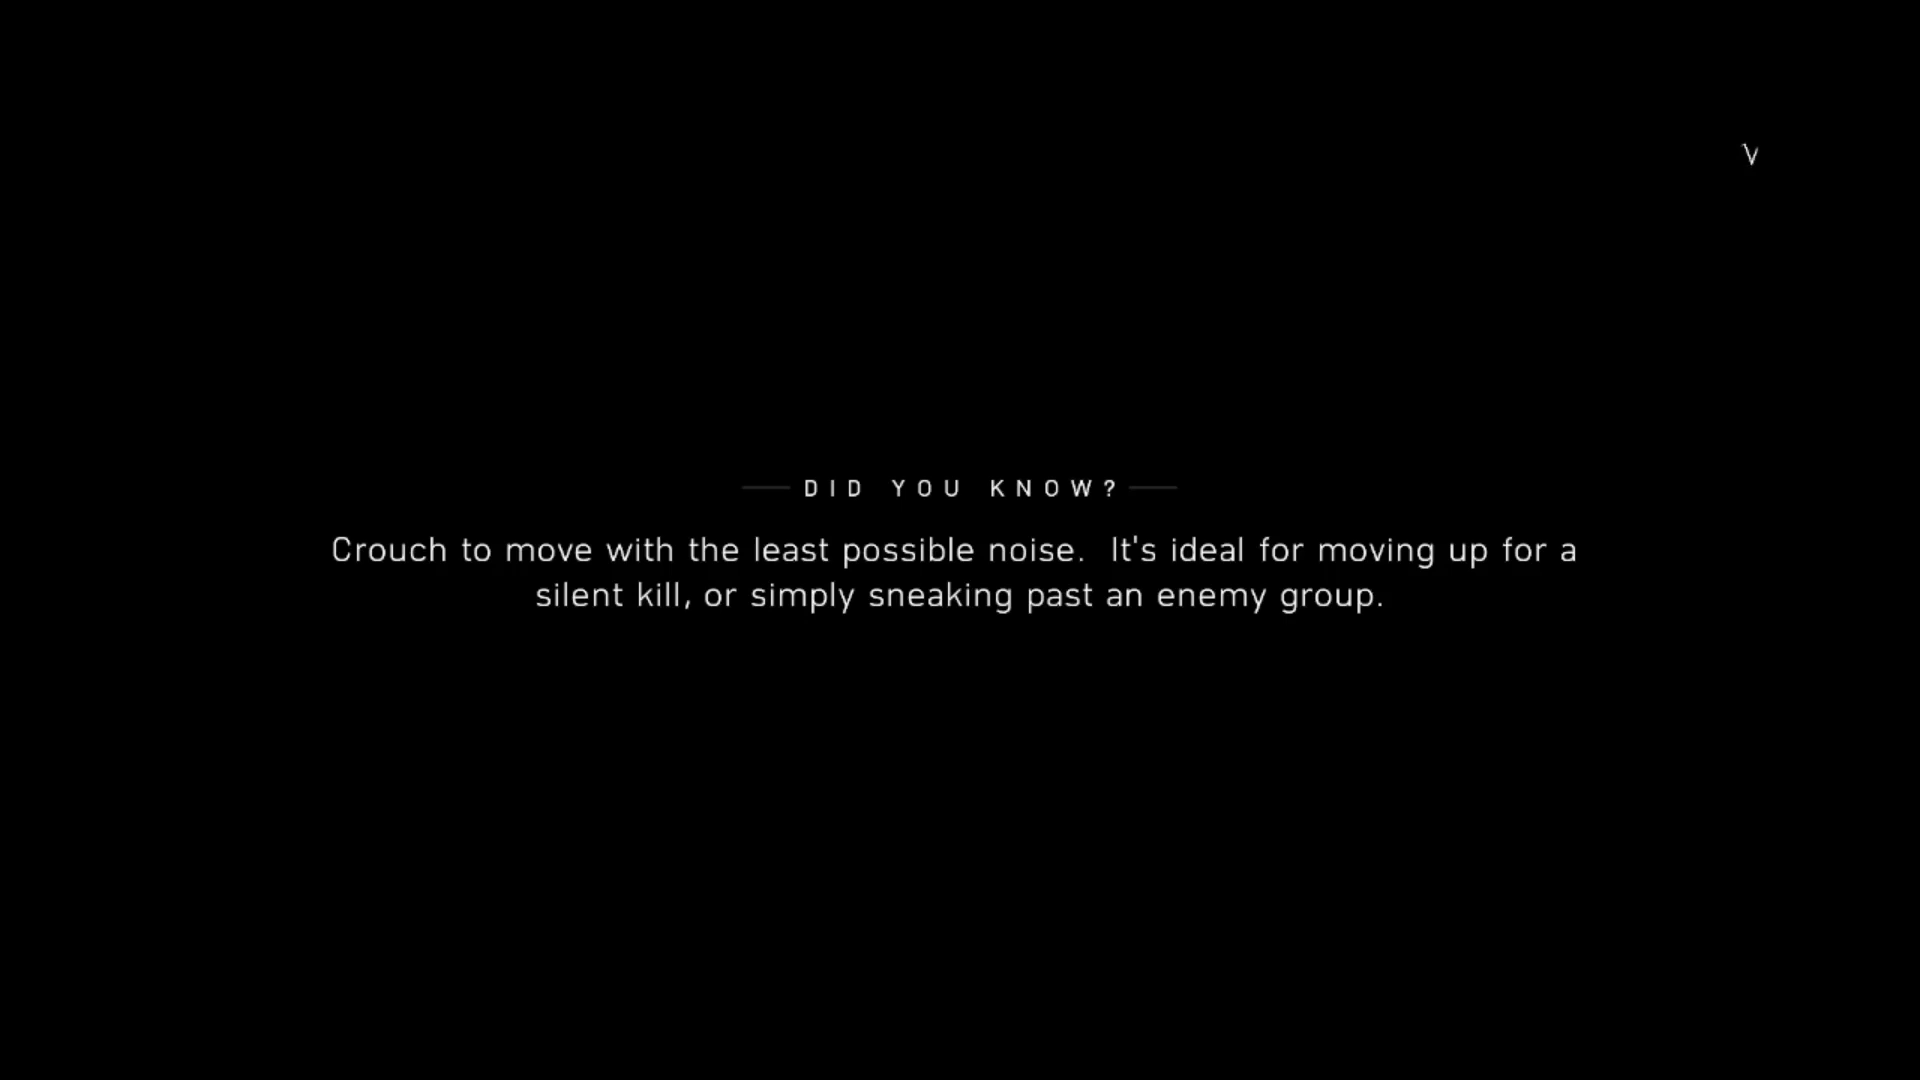 DID YOU KNOW?
Crouch to move with the least possible noise.  It's ideal for moving up for a
silent kill, or simply sneaking past an enemy group.